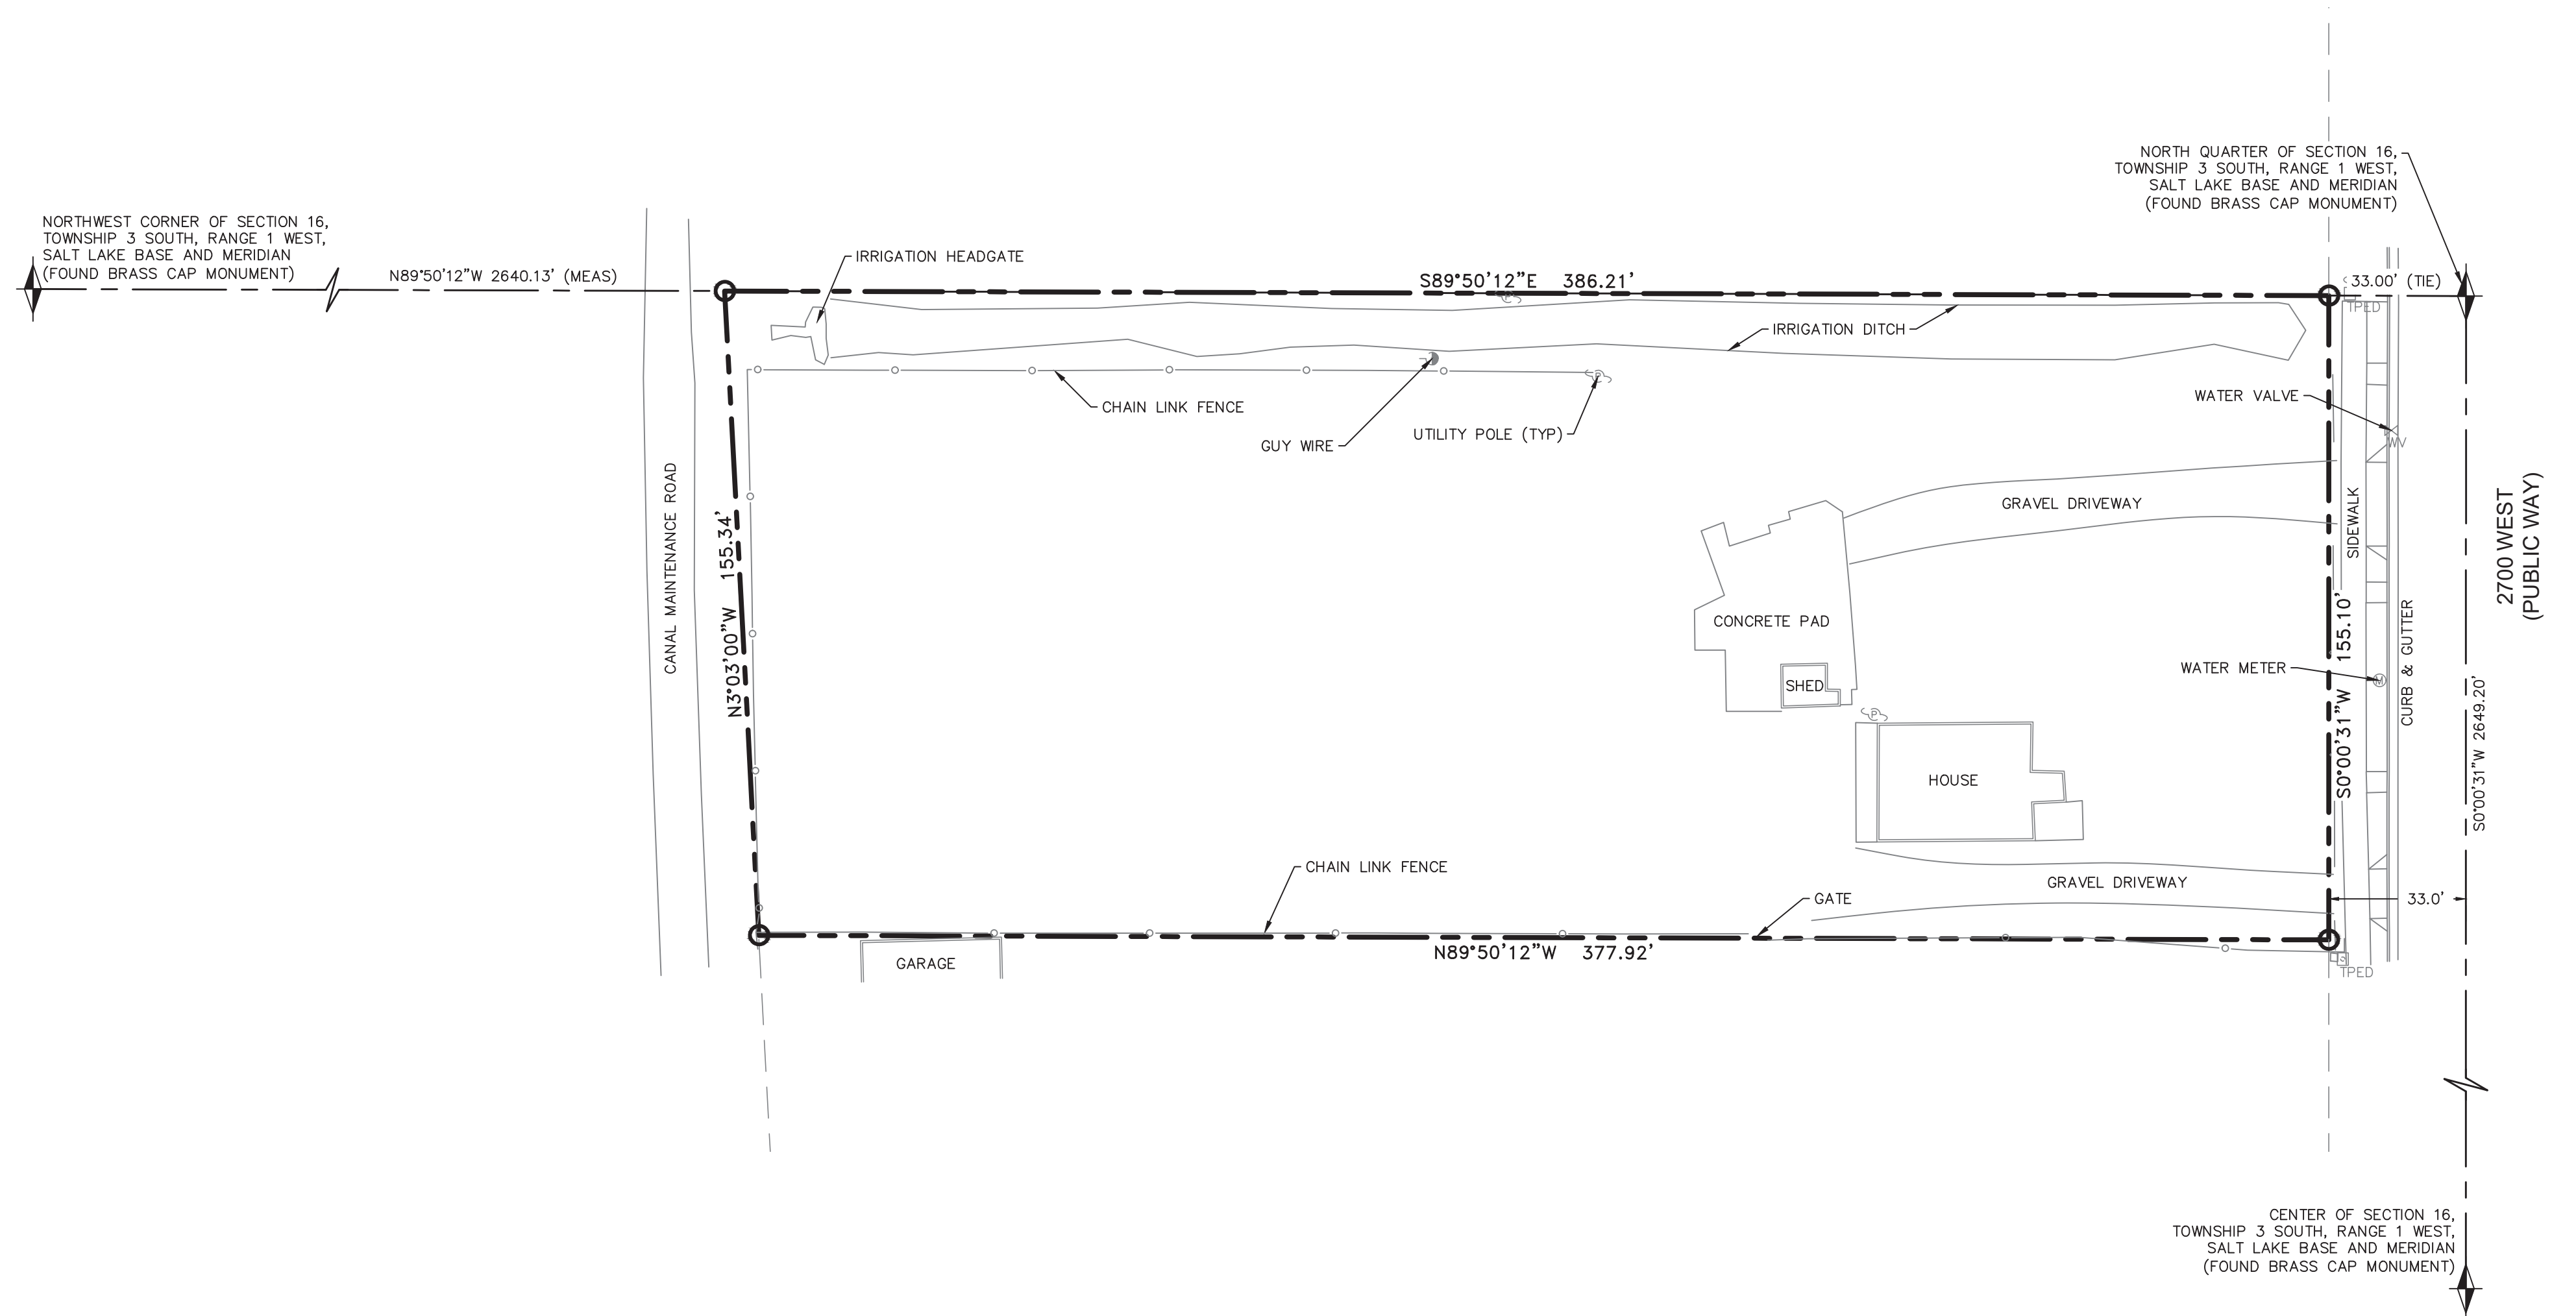 NORTH QUARTER OF SECTION 16,
TOWNSHIP 3 SOUTH, RANGE 1 WEST,
SALT LAKE BASE AND MERIDIAN
(FOUND BRASS CAP MONUMENT)
NORTHWEST CORNER OF SECTION 16,
TOWNSHIP 3 SOUTH, RANGE 1 WEST,
SALT LAKE BASE AND MERIDIAN
(FOUND BRASS CAP MONUMENT)
N89°50'12"W 2640.13' (MEAS)
IRRIGATION HEADGATE
S89°50'12"E 386.21'
33.00' (TIE)
TPED
IRRIGATION DITCH
P
CHAIN LINK FENCE
GUY WIRE
UTILITY POLE (TYP)
P
WATER VALVE
WV
CANAL MAINTENANCE ROAD
N3°03'00"W 155.34'
GRAVEL DRIVEWAY
SIDEWALK
2700 WEST
(PUBLIC WAY)
CONCRETE PAD
SHED
WATER METER
M
CURB & GUTTER
S0°00'31"W 155.10'
S0°00'31"W 2649.20'
P
HOUSE
CHAIN LINK FENCE
GRAVEL DRIVEWAY
GATE
33.0'
N89°50'12"W 377.92'
GARAGE
S
TPED
CENTER OF SECTION 16,
TOWNSHIP 3 SOUTH, RANGE 1 WEST,
SALT LAKE BASE AND MERIDIAN
(FOUND BRASS CAP MONUMENT)